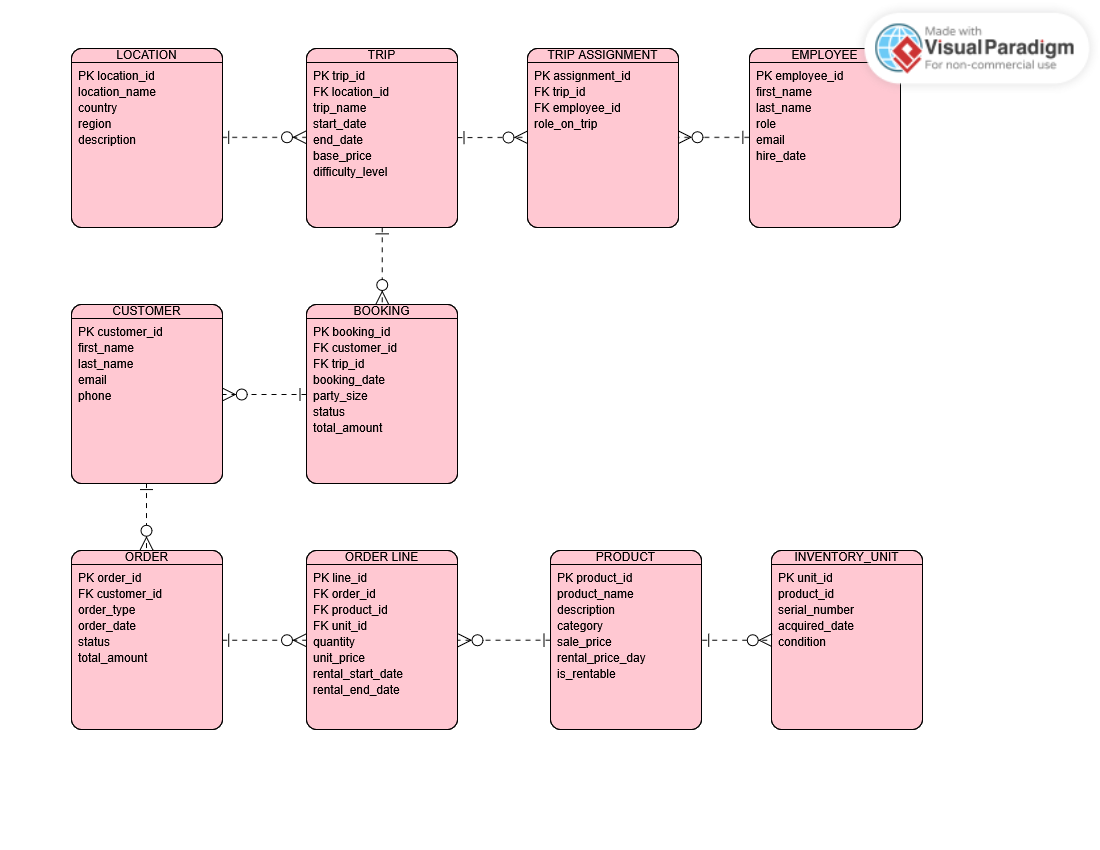 Made with
Visual Paradigm
For non-commercial use
LOCATION
PK location_id
location_name
country
region
description
TRIP
PK trip_id
FK location_id
trip_name
start_date
end_date
base_price
difficulty_level
TRIP ASSIGNMENT
PK assignment_id
FK trip_id
FK employee_id
role_on_trip
EMPLOYEE
PK employee_id
first_name
last_name
role
email
hire_date
CUSTOMER
PK customer_id
first_name
last_name
email
phone
BOOKING
PK booking_id
FK customer_id
FK trip_id
booking_date
party_size
status
total_amount
ORDER
PK order_id
FK customer_id
order_type
order_date
status
total_amount
ORDER LINE
PK line_id
FK order_id
FK product_id
FK unit_id
quantity
unit_price
rental_start_date
rental_end_date
PRODUCT
PK product_id
product_name
description
category
sale_price
rental_price_day
is_rentable
INVENTORY_UNIT
PK unit_id
product_id
serial_number
acquired_date
condition